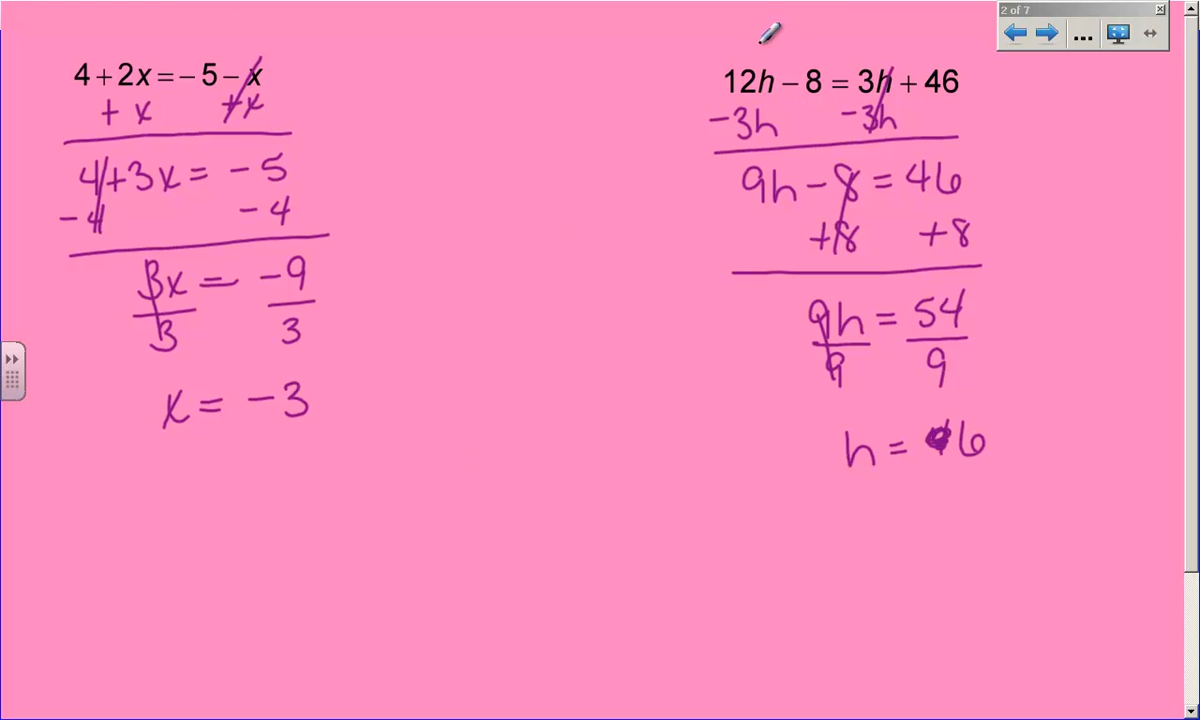 2 of 7
4 + 2x = – 5 – x
+ x +x
4 + 3x = – 5
– 4 – 4
3x = – 9
3 3
x = – 3
12h – 8 = 3h + 46
–3h –3h
9h – 8 = 46
+8 +8
9h = 54
9 9
h = 6